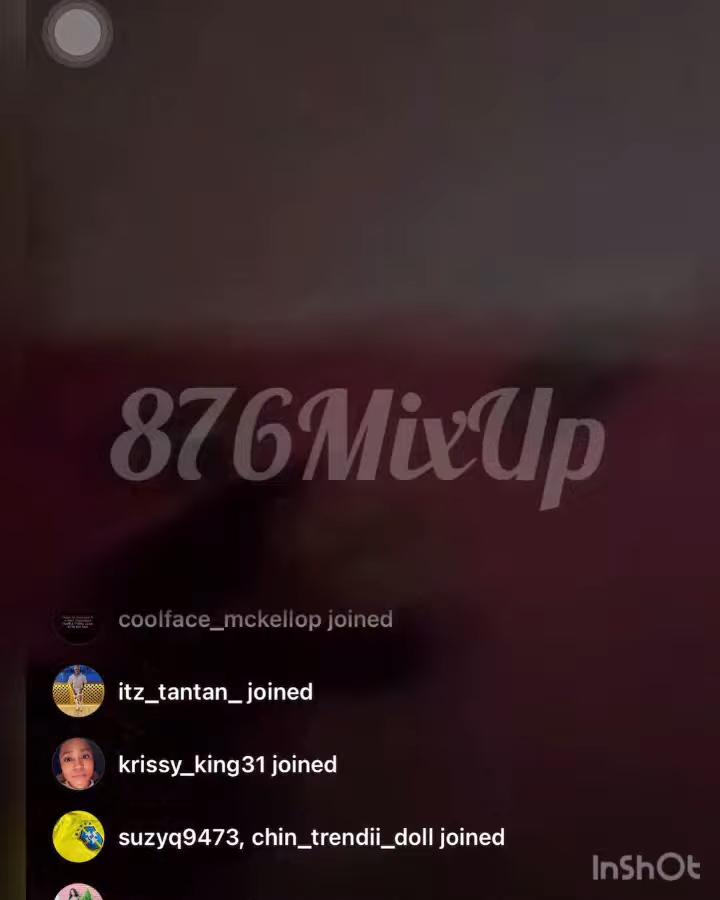 876MixUp
coolface_mckellop joined
itz_tantan_ joined
krissy_king31 joined
suzyq9473, chin_trendii_doll joined
InShOt